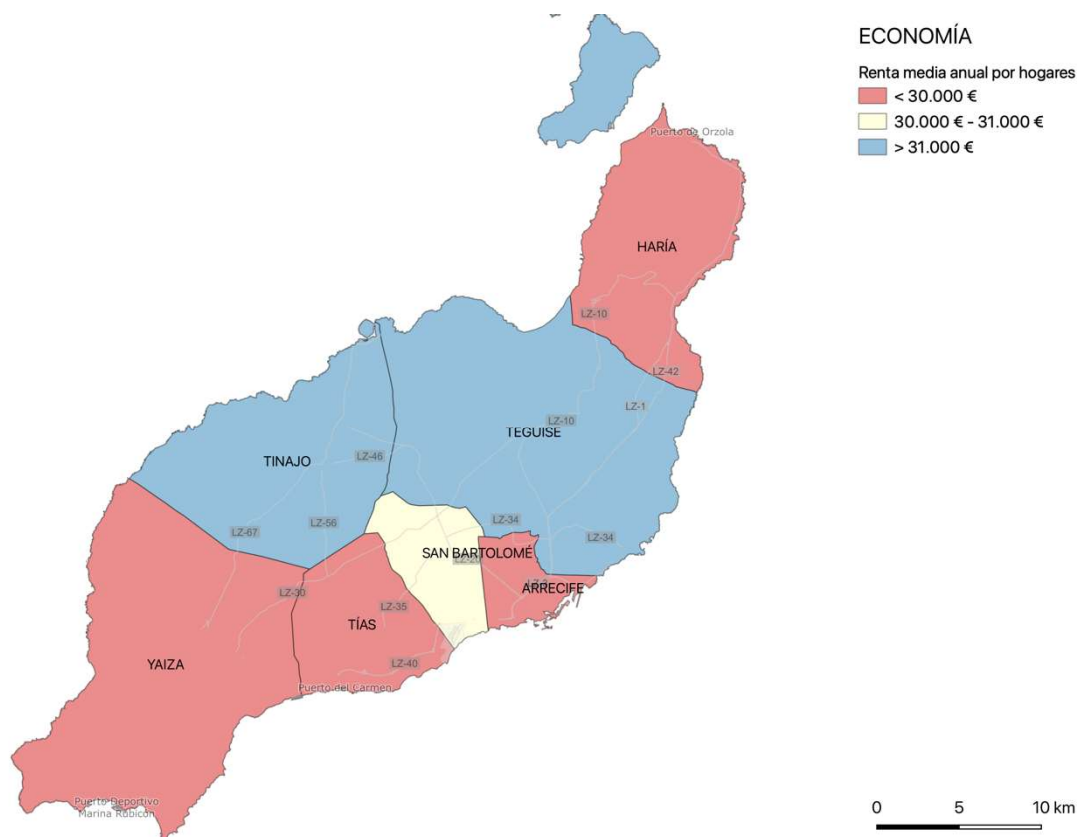 ECONOMÍA
Renta media anual por hogares
< 30.000 €
30.000 € - 31.000 €
> 31.000 €
Puerto de Orzola
HARÍA
LZ-10
LZ-42
LZ-1
LZ-10
TEGUISE
LZ-46
TINAJO
LZ-56
LZ-67
LZ-34
LZ-34
SAN BARTOLOMÉ
LZ-20
ARRECIFE
LZ-30
LZ-35
TÍAS
LZ-40
YAIZA
Puerto del Carmen
Puerto Deportivo
Marina Rubicón
0 5 10 km